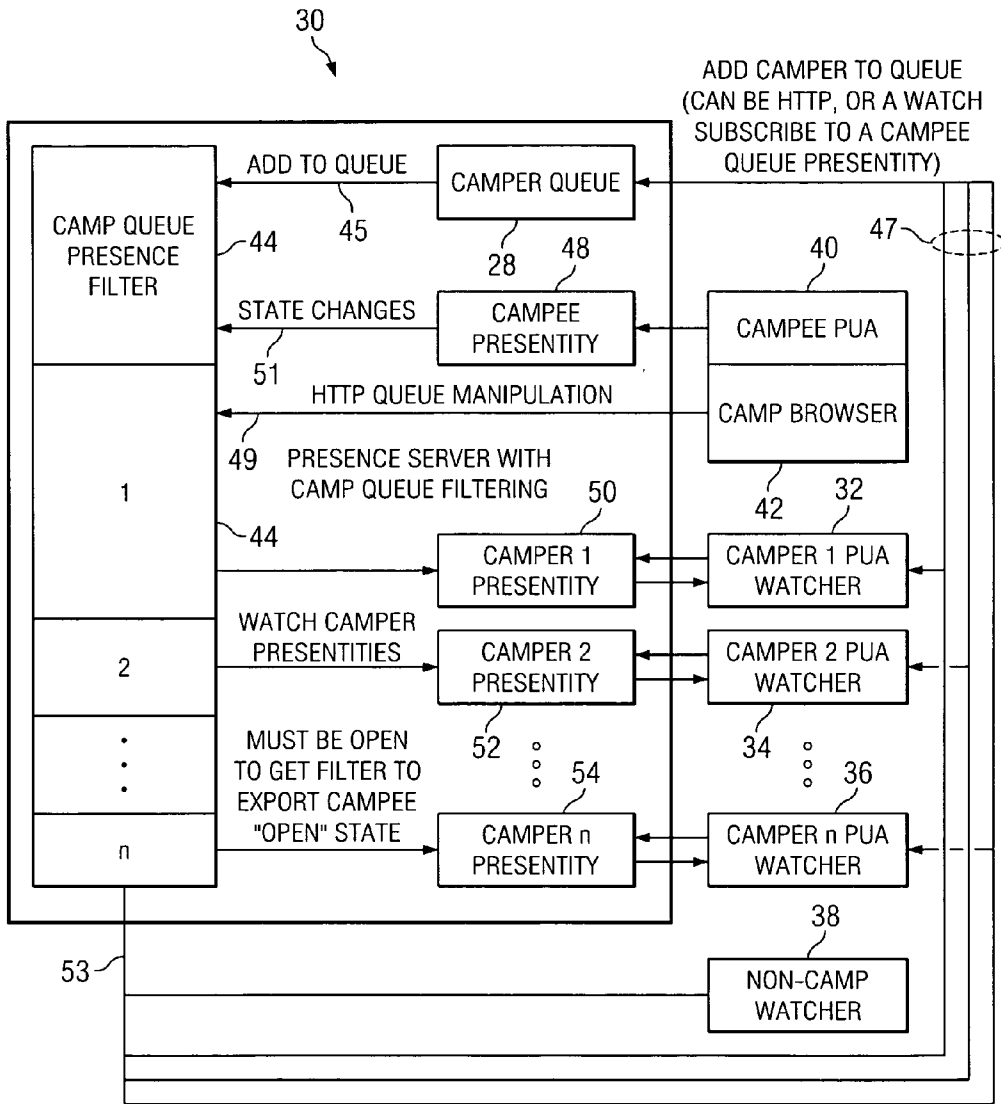 30
ADD CAMPER TO QUEUE
(CAN BE HTTP, OR A WATCH
SUBSCRIBE TO A CAMPEE
QUEUE PRESENTITY)
CAMP QUEUE
PRESENCE
FILTER
44
ADD TO QUEUE
45
CAMPER QUEUE
28
47
48
40
STATE CHANGES
51
CAMPEE
PRESENTITY
CAMPEE PUA
HTTP QUEUE MANIPULATION
49
CAMP BROWSER
42
PRESENCE SERVER WITH
CAMP QUEUE FILTERING
1
44
50
32
CAMPER 1
PRESENTITY
CAMPER 1 PUA
WATCHER
WATCH CAMPER
PRESENTITIES
2
CAMPER 2
PRESENTITY
52
CAMPER 2 PUA
WATCHER
34
MUST BE OPEN
TO GET FILTER TO
EXPORT CAMPEE
"OPEN" STATE
54
36
n
CAMPER n
PRESENTITY
CAMPER n PUA
WATCHER
53
38
NON-CAMP
WATCHER